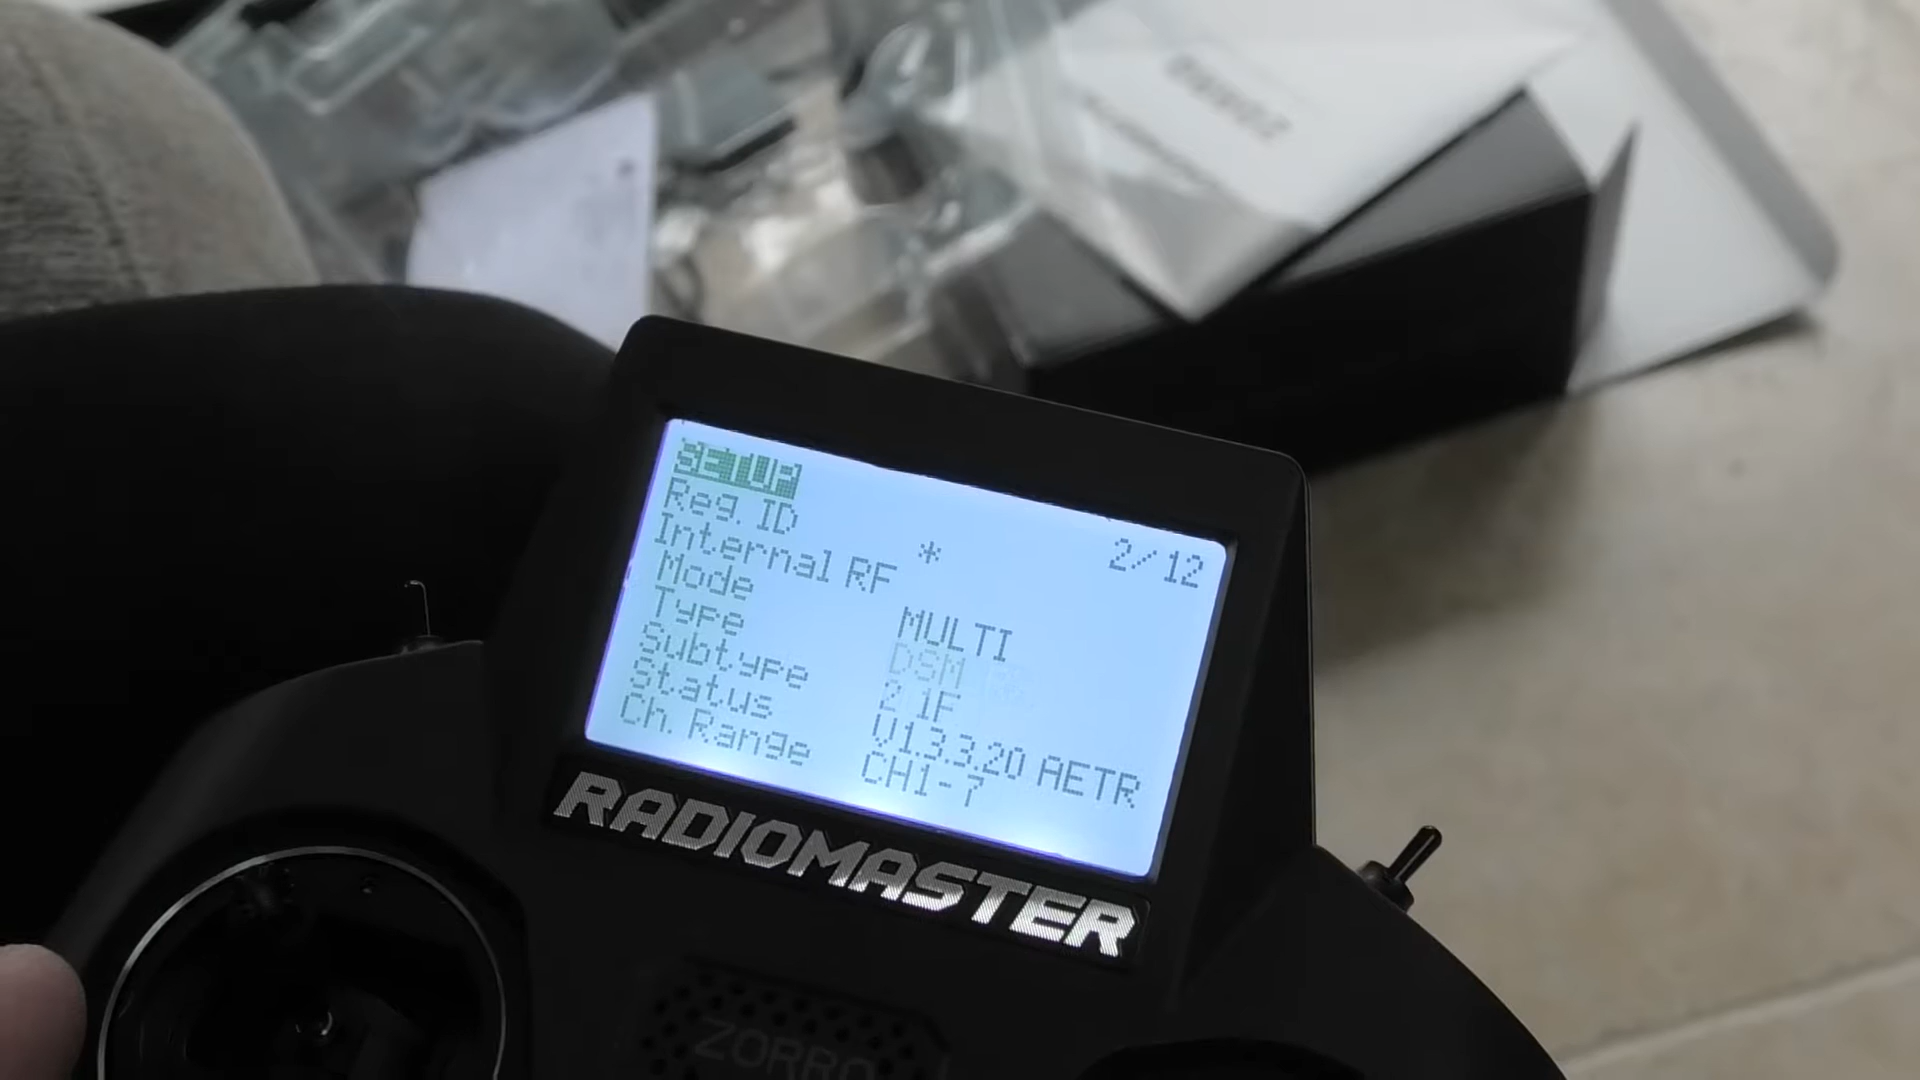 SETUP 2/12
Reg. ID *
Internal RF
Mode MULTI
Type DSM
Subtype 2 1F
Status V1.3.3.20 AETR
Ch. Range CH1-7
RADIOMASTER
ZORRO